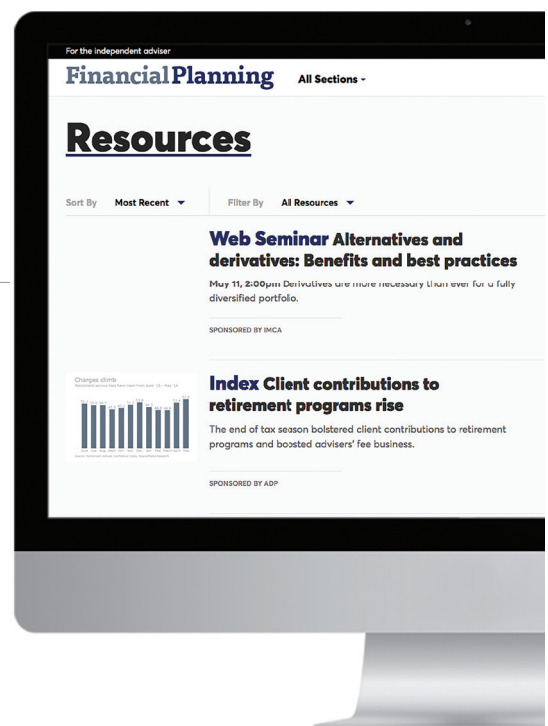 For the independent adviser
FinancialPlanning
All Sections
Resources
Sort By Most Recent
Filter By All Resources
Web Seminar Alternatives and
derivatives: Benefits and best practices
May 11, 2:00pm Derivatives are more necessary than ever for a fully
diversified portfolio.
SPONSORED BY IMCA
Charges climb
Index Client contributions to
retirement programs rise
The end of tax season bolstered client contributions to retirement
programs and boosted advisers' fee business.
SPONSORED BY ADP